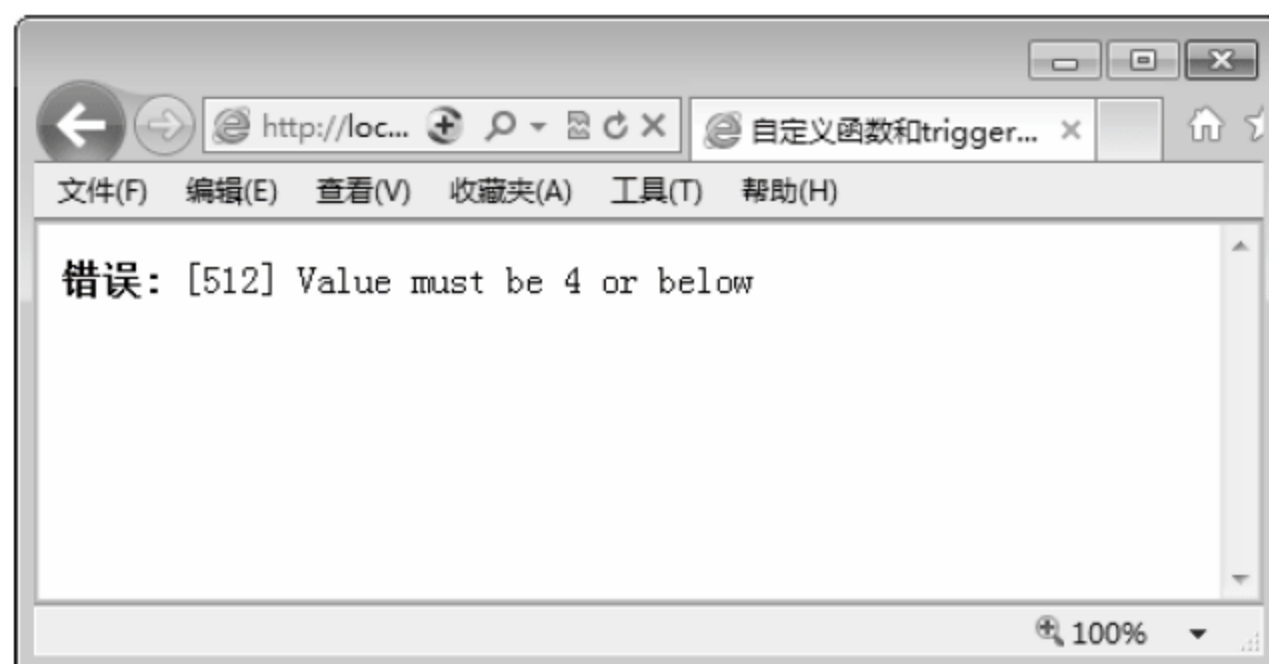 http://loc... 自定义函数和trigger...
文件(F) 编辑(E) 查看(V) 收藏夹(A) 工具(T) 帮助(H)
错误: [512] Value must be 4 or below
100%